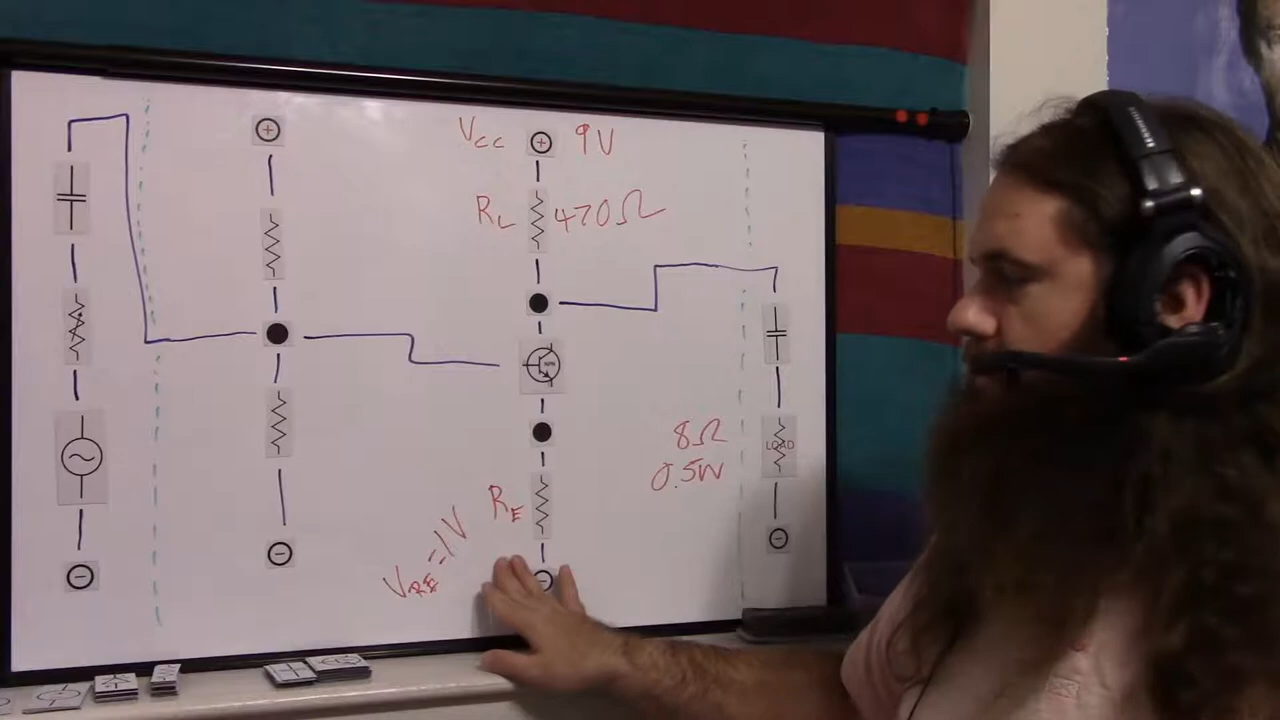 Vcc 9V
RL 470Ω
8Ω
0.5W
LOAD
RE
VRE=1V